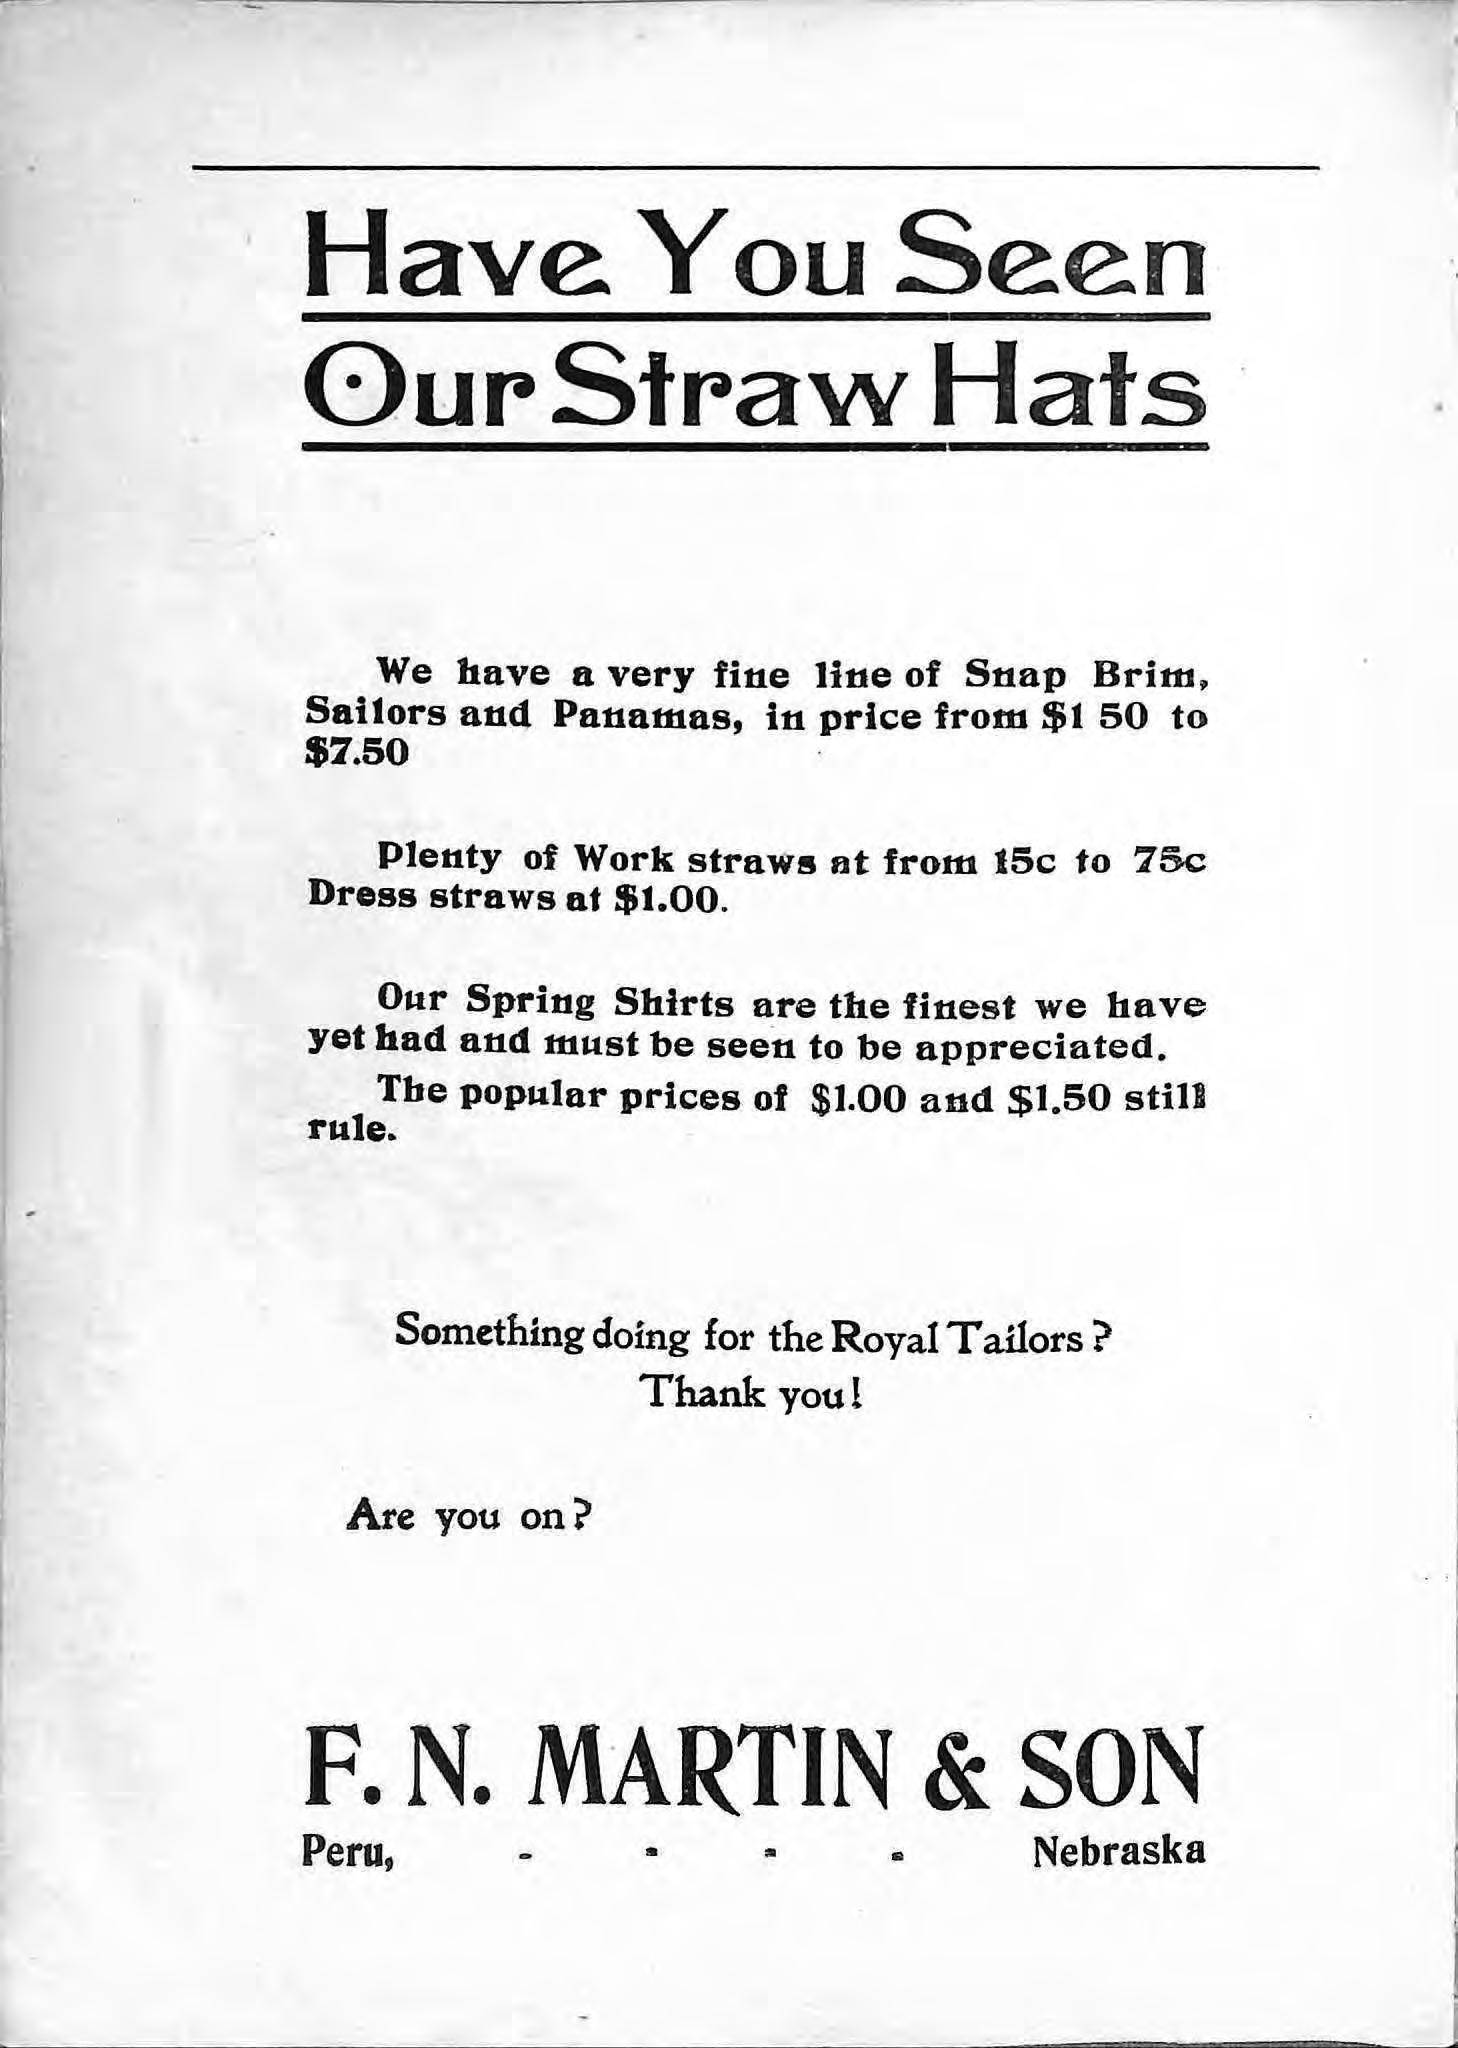 Have You Seen
Our Straw Hats
We have a very fine line of Snap Brim,
Sailors and Panamas, in price from $1 50 to
$7.50
Plenty of Work straws at from 15c to 75c
Dress straws at $1.00.
Our Spring Shirts are the finest we have
yet had and must be seen to be appreciated.
The popular prices of $1.00 and $1.50 still
rule.
Something doing for the Royal Tailors?
Thank you!
Are you on?
F. N. MARTIN & SON
Peru, - - - - Nebraska